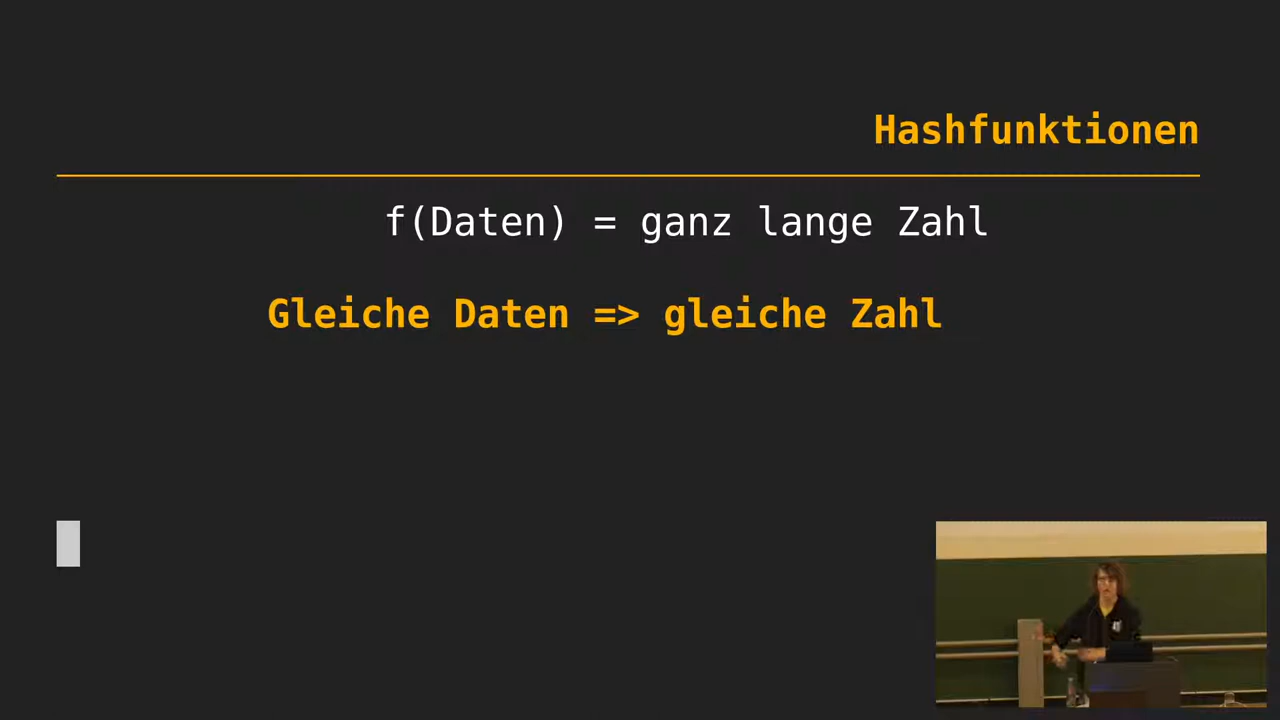 Hashfunktionen
f(Daten) = ganz lange Zahl
Gleiche Daten => gleiche Zahl